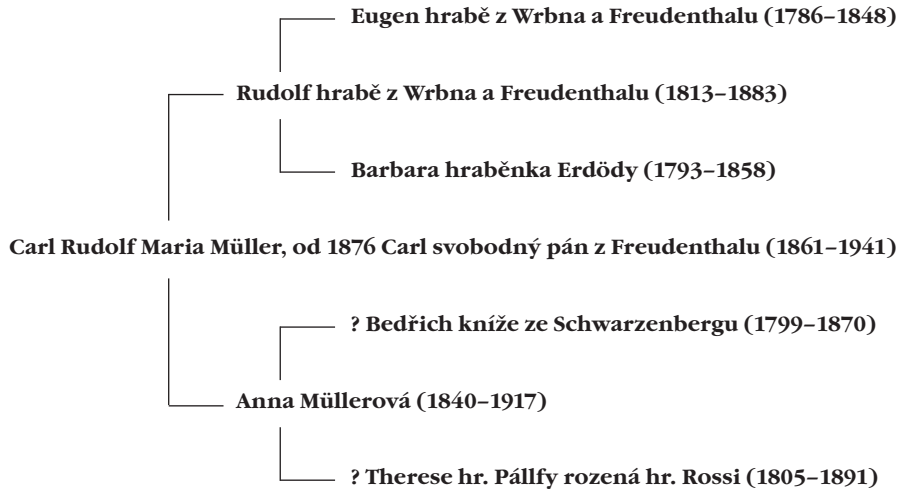 Eugen hrabě z Wrbna a Freudenthalu (1786–1848)
Rudolf hrabě z Wrbna a Freudenthalu (1813–1883)
Barbara hraběnka Erdödy (1793–1858)
Carl Rudolf Maria Müller, od 1876 Carl svobodný pán z Freudenthalu (1861–1941)
? Bedřich kníže ze Schwarzenbergu (1799–1870)
Anna Müllerová (1840–1917)
? Therese hr. Pállfy rozená hr. Rossi (1805–1891)